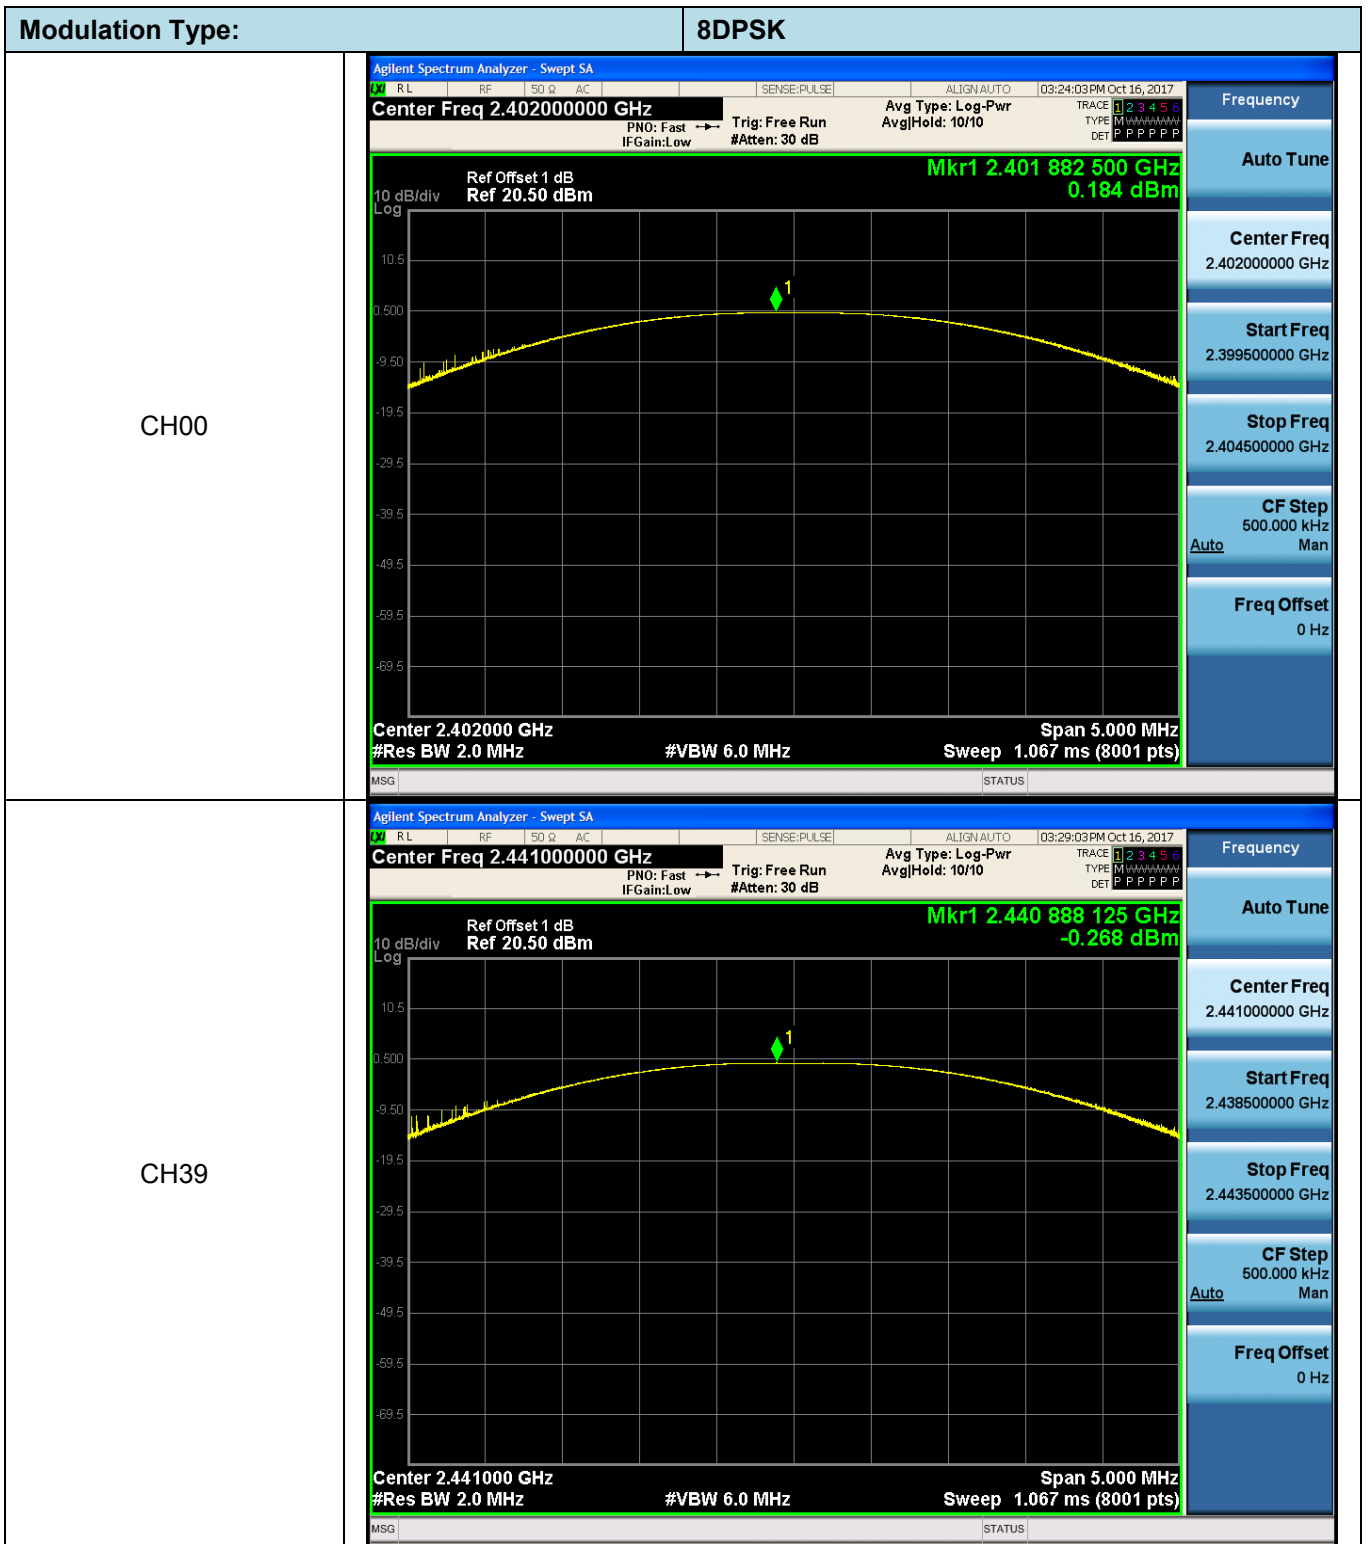 Modulation Type: 8DPSK
CH00
Agilent Spectrum Analyzer - Swept SA
LXI RL RF 50 Ω AC SENSE:PULSE ALIGN AUTO 03:24:03 PM Oct 16, 2017
Center Freq 2.402000000 GHz
PNO: Fast
IFGain:Low
Trig: Free Run
#Atten: 30 dB
Avg Type: Log-Pwr
Avg|Hold: 10/10
TRACE 1 2 3 4 5 6
TYPE M
DET P P P P P P
Mkr1 2.401 882 500 GHz
0.184 dBm
Ref Offset 1 dB
10 dB/div Ref 20.50 dBm
Log
10.5
0.500
-9.50
-19.5
-29.5
-39.5
-49.5
-59.5
-69.5
1
Center 2.402000 GHz Span 5.000 MHz
#Res BW 2.0 MHz #VBW 6.0 MHz Sweep 1.067 ms (8001 pts)
MSG STATUS
Frequency
Auto Tune
Center Freq
2.402000000 GHz
Start Freq
2.399500000 GHz
Stop Freq
2.404500000 GHz
CF Step
500.000 kHz
Auto Man
Freq Offset
0 Hz
CH39
Agilent Spectrum Analyzer - Swept SA
LXI RL RF 50 Ω AC SENSE:PULSE ALIGN AUTO 03:29:03 PM Oct 16, 2017
Center Freq 2.441000000 GHz
PNO: Fast
IFGain:Low
Trig: Free Run
#Atten: 30 dB
Avg Type: Log-Pwr
Avg|Hold: 10/10
TRACE 1 2 3 4 5 6
TYPE M
DET P P P P P P
Mkr1 2.440 888 125 GHz
-0.268 dBm
Ref Offset 1 dB
10 dB/div Ref 20.50 dBm
Log
10.5
0.500
-9.50
-19.5
-29.5
-39.5
-49.5
-59.5
-69.5
1
Center 2.441000 GHz Span 5.000 MHz
#Res BW 2.0 MHz #VBW 6.0 MHz Sweep 1.067 ms (8001 pts)
MSG STATUS
Frequency
Auto Tune
Center Freq
2.441000000 GHz
Start Freq
2.438500000 GHz
Stop Freq
2.443500000 GHz
CF Step
500.000 kHz
Auto Man
Freq Offset
0 Hz